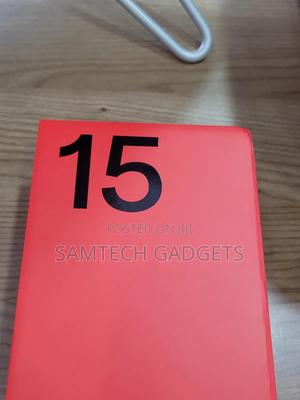 15
POSTED ON JIJI
SAMTECH GADGETS